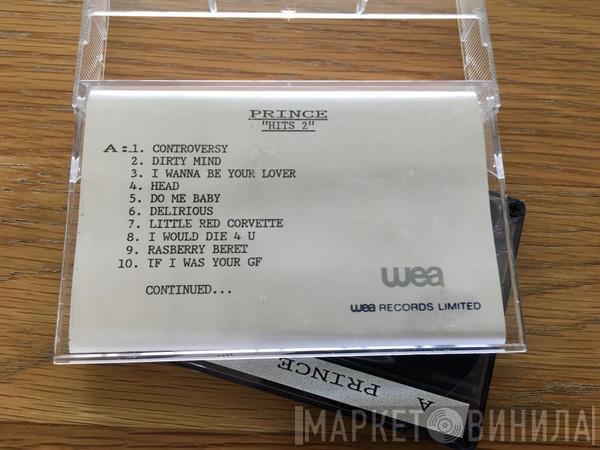 PRINCE
"HITS 2"
A:1. CONTROVERSY
2. DIRTY MIND
3. I WANNA BE YOUR LOVER
4. HEAD
5. DO ME BABY
6. DELIRIOUS
7. LITTLE RED CORVETTE
8. I WOULD DIE 4 U
9. RASBERRY BERET
10. IF I WAS YOUR GF
CONTINUED...
wea
wea RECORDS LIMITED
A PRINCE
МАРКЕТ ВИНИЛА